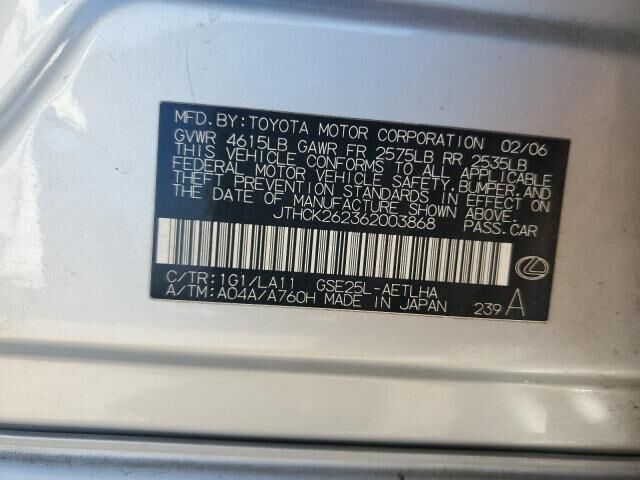 MFD. BY: TOYOTA MOTOR CORPORATION 02/06
GVWR 4615LB GAWR FR 2575LB RR 2535LB
THIS VEHICLE CONFORMS TO ALL APPLICABLE
FEDERAL MOTOR VEHICLE SAFETY, BUMPER, AND
THEFT PREVENTION STANDARDS IN EFFECT ON
THE DATE OF MANUFACTURE SHOWN ABOVE.
JTHCK262362003868 PASS. CAR
C/TR: 1G1/LA11 GSE25L-AETLHA
A/TM: A04A/A760H MADE IN JAPAN 239 A